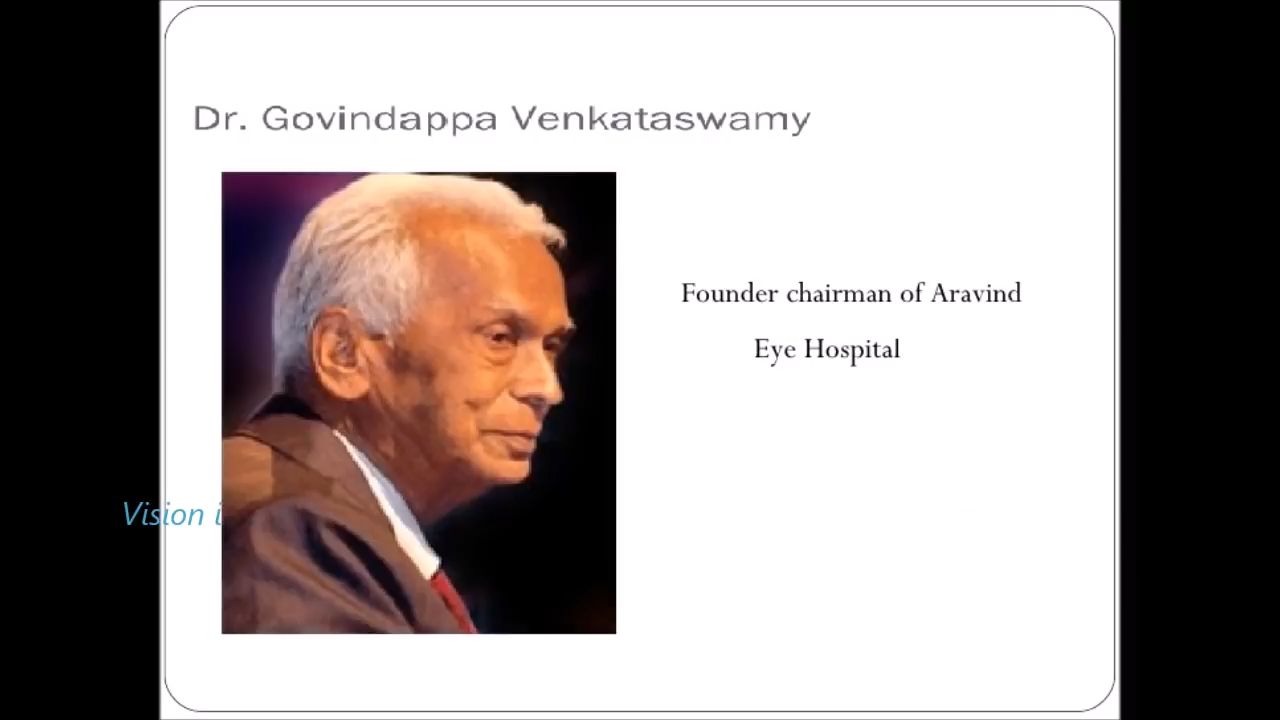 Dr. Govindappa Venkataswamy
Founder chairman of Aravind
Eye Hospital
Vision i